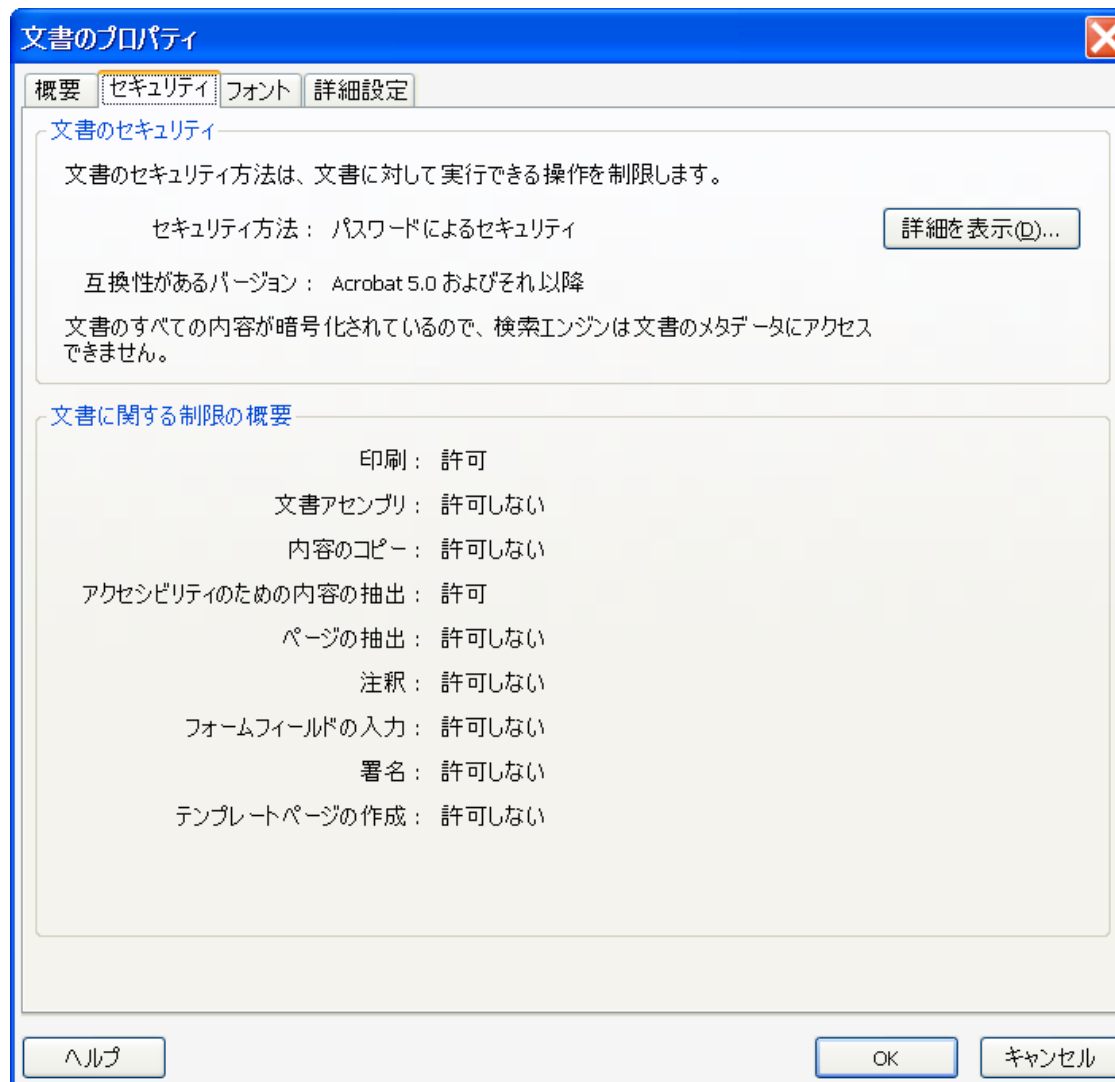 文書のプロパティ
概要 セキュリティ フォント 詳細設定
文書のセキュリティ
文書のセキュリティ方法は、文書に対して実行できる操作を制限します。
セキュリティ方法： パスワードによるセキュリティ 詳細を表示(D)...
互換性があるバージョン： Acrobat 5.0 およびそれ以降
文書のすべての内容が暗号化されているので、検索エンジンは文書のメタデータにアクセス
できません。
文書に関する制限の概要
印刷： 許可
文書アセンブリ： 許可しない
内容のコピー： 許可しない
アクセシビリティのための内容の抽出： 許可
ページの抽出： 許可しない
注釈： 許可しない
フォームフィールドの入力： 許可しない
署名： 許可しない
テンプレートページの作成： 許可しない
ヘルプ OK キャンセル